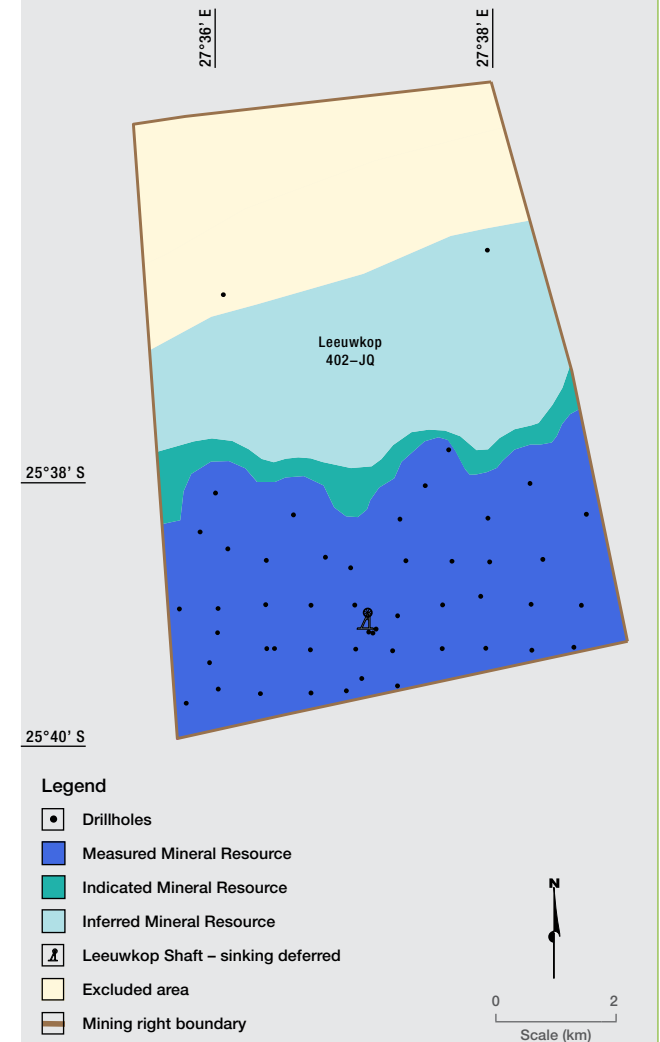 27°36' E
27°38' E
Leeuwkop
402–JQ
25°38' S
25°40' S
Legend
Drillholes
Measured Mineral Resource
Indicated Mineral Resource
Inferred Mineral Resource
Leeuwkop Shaft – sinking deferred
Excluded area
Mining right boundary
N
0 2
Scale (km)